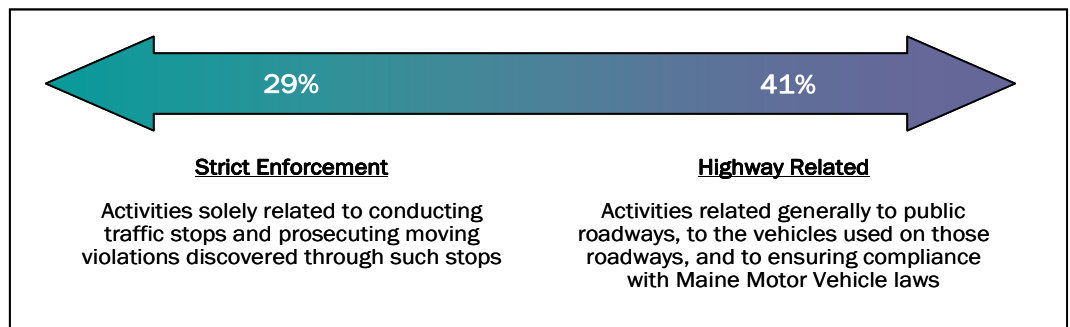 29%
41%
Strict Enforcement
Activities solely related to conducting
traffic stops and prosecuting moving
violations discovered through such stops
Highway Related
Activities related generally to public
roadways, to the vehicles used on those
roadways, and to ensuring compliance
with Maine Motor Vehicle laws